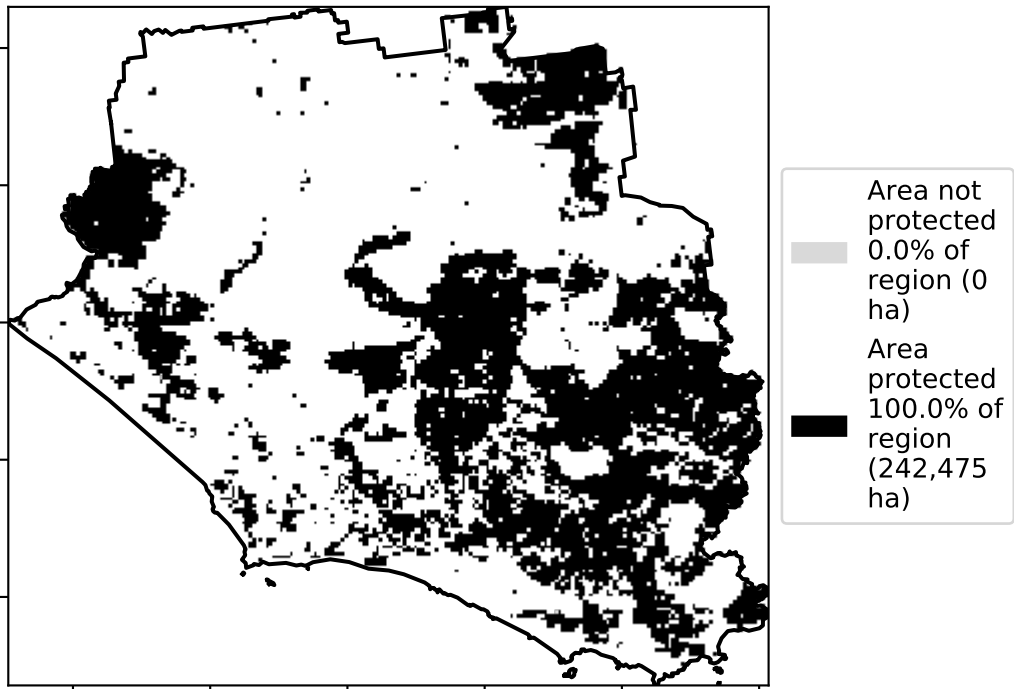 Area not
protected
0.0% of
region (0
ha)
Area
protected
100.0% of
region
(242,475
ha)